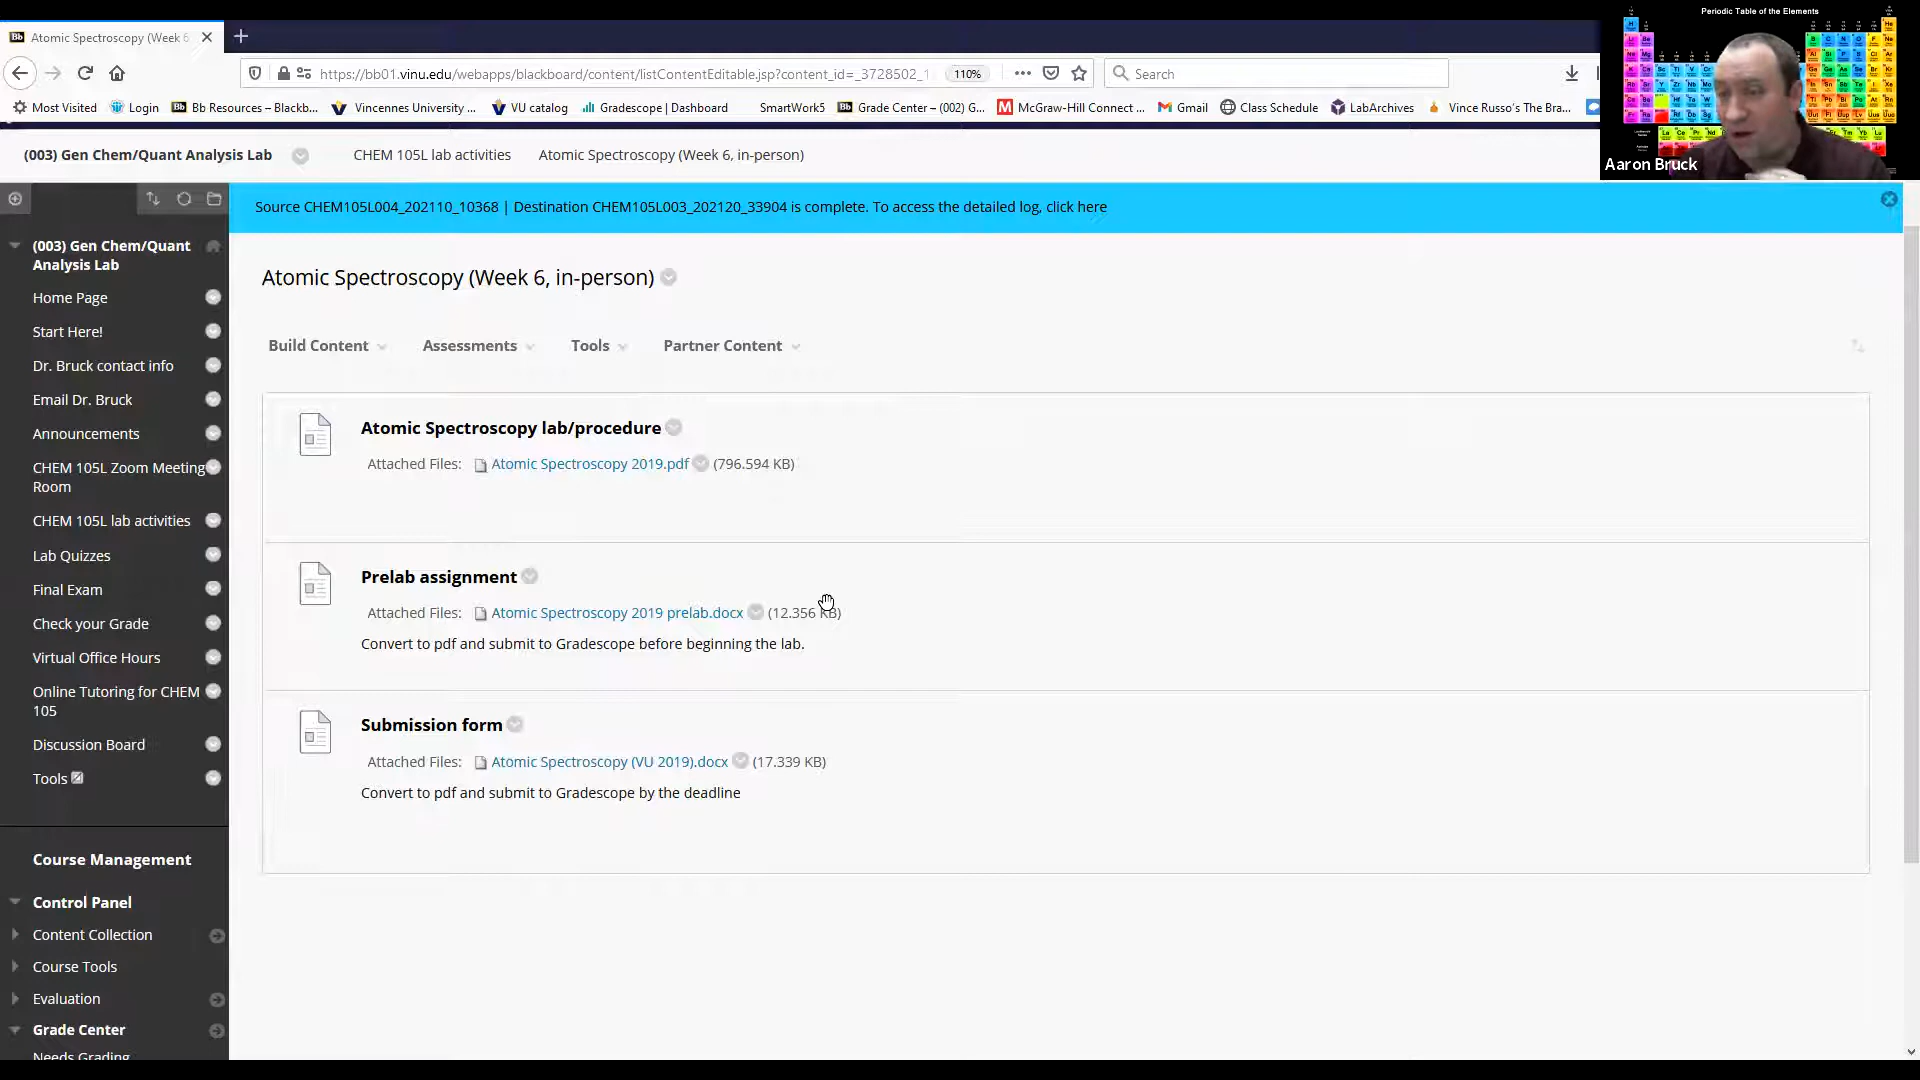 Atomic Spectroscopy (Week 6
https://bb01.vinu.edu/webapps/blackboard/content/listContentEditable.jsp?content_id=_3728502_1
110%
Search
Most Visited
Login
Bb Resources – Blackb...
Vincennes University ...
VU catalog
Gradescope | Dashboard
SmartWork5
Grade Center – (002) G...
McGraw-Hill Connect ...
Gmail
Class Schedule
LabArchives
Vince Russo's The Bra...
Periodic Table of the Elements
Aaron Bruck
(003) Gen Chem/Quant Analysis Lab
CHEM 105L lab activities
Atomic Spectroscopy (Week 6, in-person)
Source CHEM105L004_202110_10368 | Destination CHEM105L003_202120_33904 is complete. To access the detailed log, click here
(003) Gen Chem/Quant
Analysis Lab
Home Page
Start Here!
Dr. Bruck contact info
Email Dr. Bruck
Announcements
CHEM 105L Zoom Meeting
Room
CHEM 105L lab activities
Lab Quizzes
Final Exam
Check your Grade
Virtual Office Hours
Online Tutoring for CHEM
105
Discussion Board
Tools
Course Management
Control Panel
Content Collection
Course Tools
Evaluation
Grade Center
Needs Grading
Atomic Spectroscopy (Week 6, in-person)
Build Content
Assessments
Tools
Partner Content
Atomic Spectroscopy lab/procedure
Attached Files: Atomic Spectroscopy 2019.pdf (796.594 KB)
Prelab assignment
Attached Files: Atomic Spectroscopy 2019 prelab.docx (12.356 KB)
Convert to pdf and submit to Gradescope before beginning the lab.
Submission form
Attached Files: Atomic Spectroscopy (VU 2019).docx (17.339 KB)
Convert to pdf and submit to Gradescope by the deadline